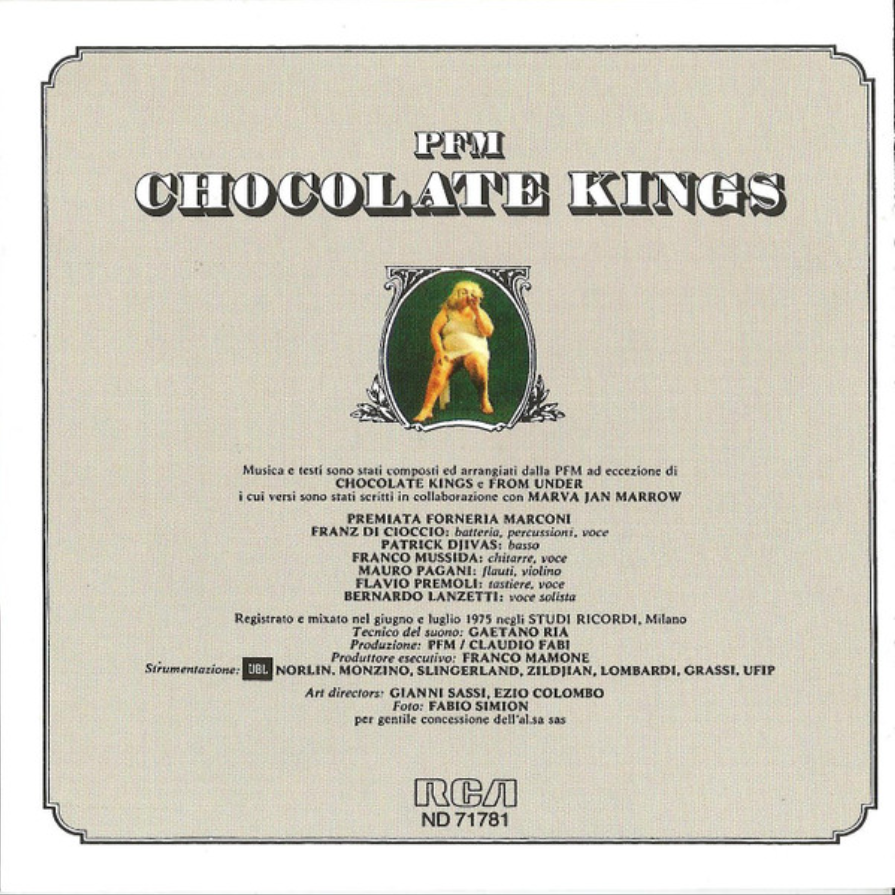 PFM
CHOCOLATE KINGS
Musica e testi sono stati composti ed arrangiati dalla PFM ad eccezione di
CHOCOLATE KINGS e FROM UNDER
i cui versi sono stati scritti in collaborazione con MARVA JAN MARROW
PREMIATA FORNERIA MARCONI
FRANZ DI CIOCCIO: batteria, percussioni, voce
PATRICK DJIVAS: basso
FRANCO MUSSIDA: chitarre, voce
MAURO PAGANI: flauti, violino
FLAVIO PREMOLI: tastiere, voce
BERNARDO LANZETTI: voce solista
Registrato e mixato nel giugno e luglio 1975 negli STUDI RICORDI, Milano
Tecnico del suono: GAETANO RIA
Produzione: PFM / CLAUDIO FABI
Produttore esecutivo: FRANCO MAMONE
Strumentazione: JBL NORLIN, MONZINO, SLINGERLAND, ZILDJIAN, LOMBARDI, GRASSI, UFIP
Art directors: GIANNI SASSI, EZIO COLOMBO
Foto: FABIO SIMION
per gentile concessione dell'al.sa sas
RCA
ND 71781